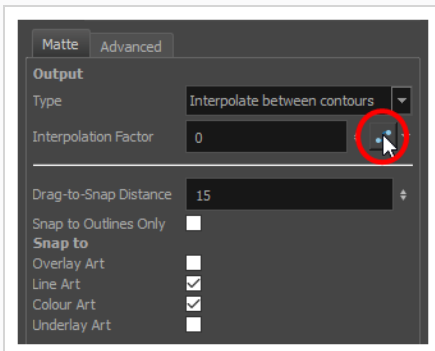 Matte Advanced
Output
Type Interpolate between contours
Interpolation Factor 0
Drag-to-Snap Distance 15
Snap to Outlines Only
Snap to
Overlay Art
Line Art
Colour Art
Underlay Art